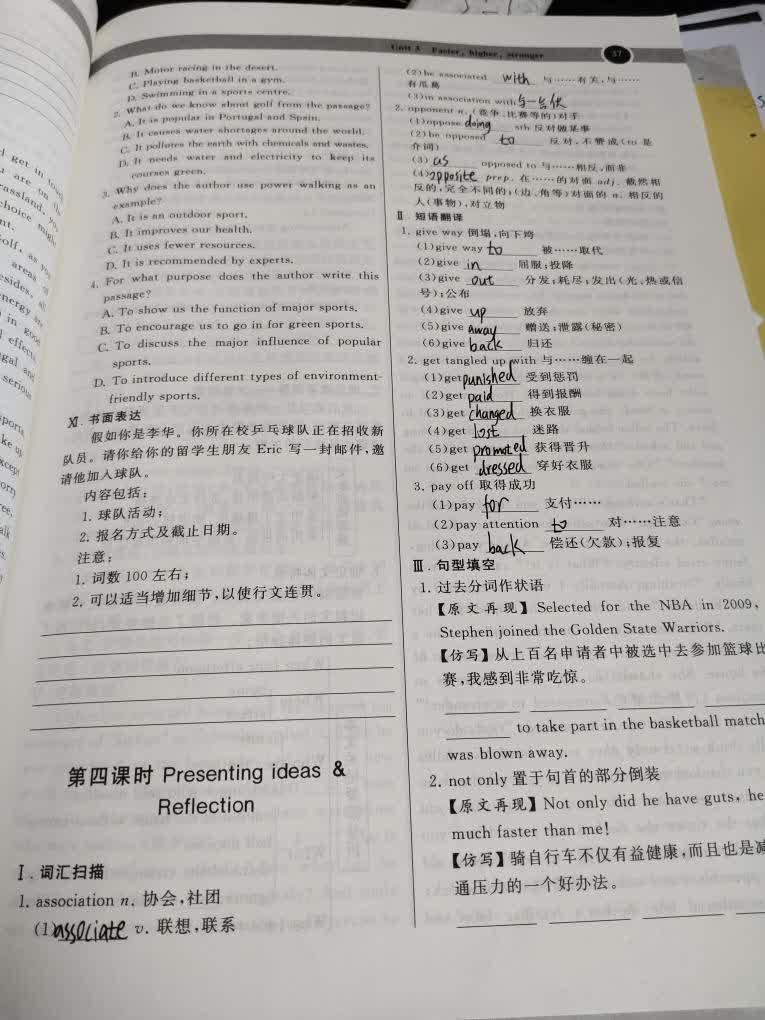 Unit 3 Faster, higher, stronger
37
B. Motor racing in the desert.
C. Playing basketball in a gym.
D. Swimming in a sports centre.
2. What do we know about golf from the passage?
A. It is popular in Portugal and Spain.
B. It causes water shortages around the world.
C. It pollutes the earth with chemicals and wastes.
D. It needs water and electricity to keep its
courses green.
3. Why does the author use power walking as an
example?
A. It is an outdoor sport.
B. It improves our health.
C. It uses fewer resources.
D. It is recommended by experts.
4. For what purpose does the author write this
passage?
A. To show us the function of major sports.
B. To encourage us to go in for green sports.
C. To discuss the major influence of popular
sports.
D. To introduce different types of environment-
friendly sports.
Ⅺ. 书面表达
假如你是李华。你所在校乒乓球队正在招收新
队员。请你给你的留学生朋友 Eric 写一封邮件,邀
请他加入球队。
内容包括:
1. 球队活动;
2. 报名方式及截止日期。
注意:
1. 词数 100 左右;
2. 可以适当增加细节,以使行文连贯。
第四课时 Presenting ideas &
Reflection
Ⅰ. 词汇扫描
1. association n. 协会,社团
(1) associate v. 联想,联系
(2) be associated with 与……有关,与……
有瓜葛
(3) in association with 与…合伙
2. opponent n. (竞争、比赛等的)对手
(1) oppose doing sth 反对做某事
(2) be opposed to 反对,不赞成(to 是
介词)
(3) as opposed to 与……相反,而非
(4) opposite prep. 在……的对面 adj. 截然相
反的,完全不同的;(边、角等)对面的 n. 相反的
人(事物),对立物
Ⅱ. 短语翻译
1. give way 倒塌,向下垮
(1) give way to 被……取代
(2) give in 屈服;投降
(3) give out 分发;耗尽;发出(光、热或信
号);公布
(4) give up 放弃
(5) give away 赠送;泄露(秘密)
(6) give back 归还
2. get tangled up with 与……缠在一起
(1) get punished 受到惩罚
(2) get paid 得到报酬
(3) get changed 换衣服
(4) get lost 迷路
(5) get promoted 获得晋升
(6) get dressed 穿好衣服
3. pay off 取得成功
(1) pay for 支付……
(2) pay attention to 对……注意
(3) pay back 偿还(欠款);报复
Ⅲ. 句型填空
1. 过去分词作状语
【原文再现】Selected for the NBA in 2009,
Stephen joined the Golden State Warriors.
【仿写】从上百名申请者中被选中去参加篮球比
赛,我感到非常吃惊。
to take part in the basketball match
was blown away.
2. not only 置于句首的部分倒装
【原文再现】Not only did he have guts, he
much faster than me!
【仿写】骑自行车不仅有益健康,而且也是减
通压力的一个好办法。